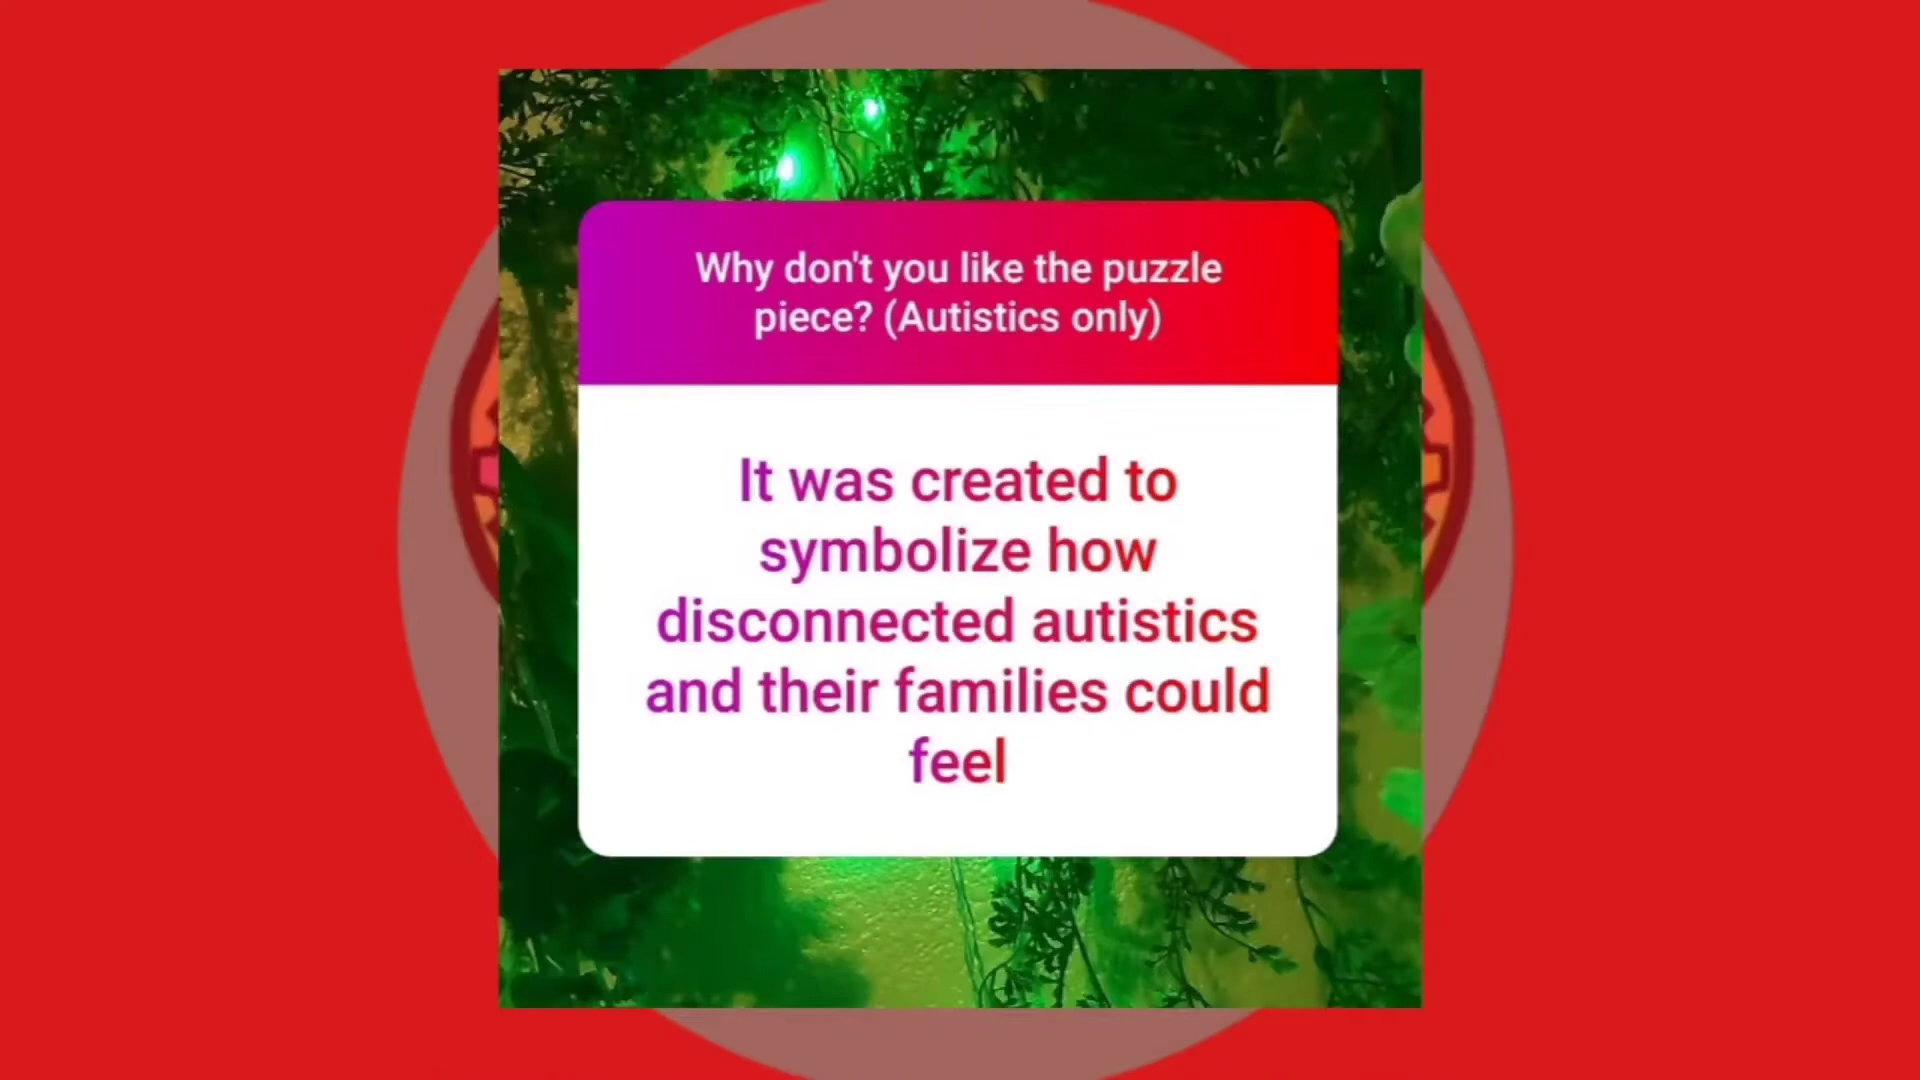 Why don't you like the puzzle
piece? (Autistics only)
It was created to
symbolize how
disconnected autistics
and their families could
feel